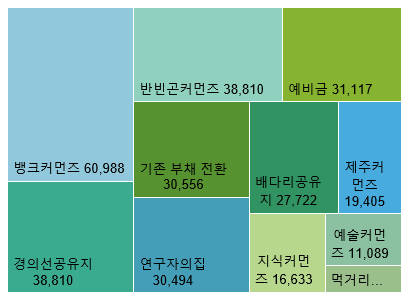 뱅크커먼즈 60,988
반빈곤커먼즈 38,810
예비금 31,117
기존 부채 전환
30,556
배다리공유
지 27,722
제주커
먼즈
19,405
경의선공유지
38,810
연구자의집
30,494
지식커먼
즈 16,633
예술커먼
즈 11,089
먹거리...